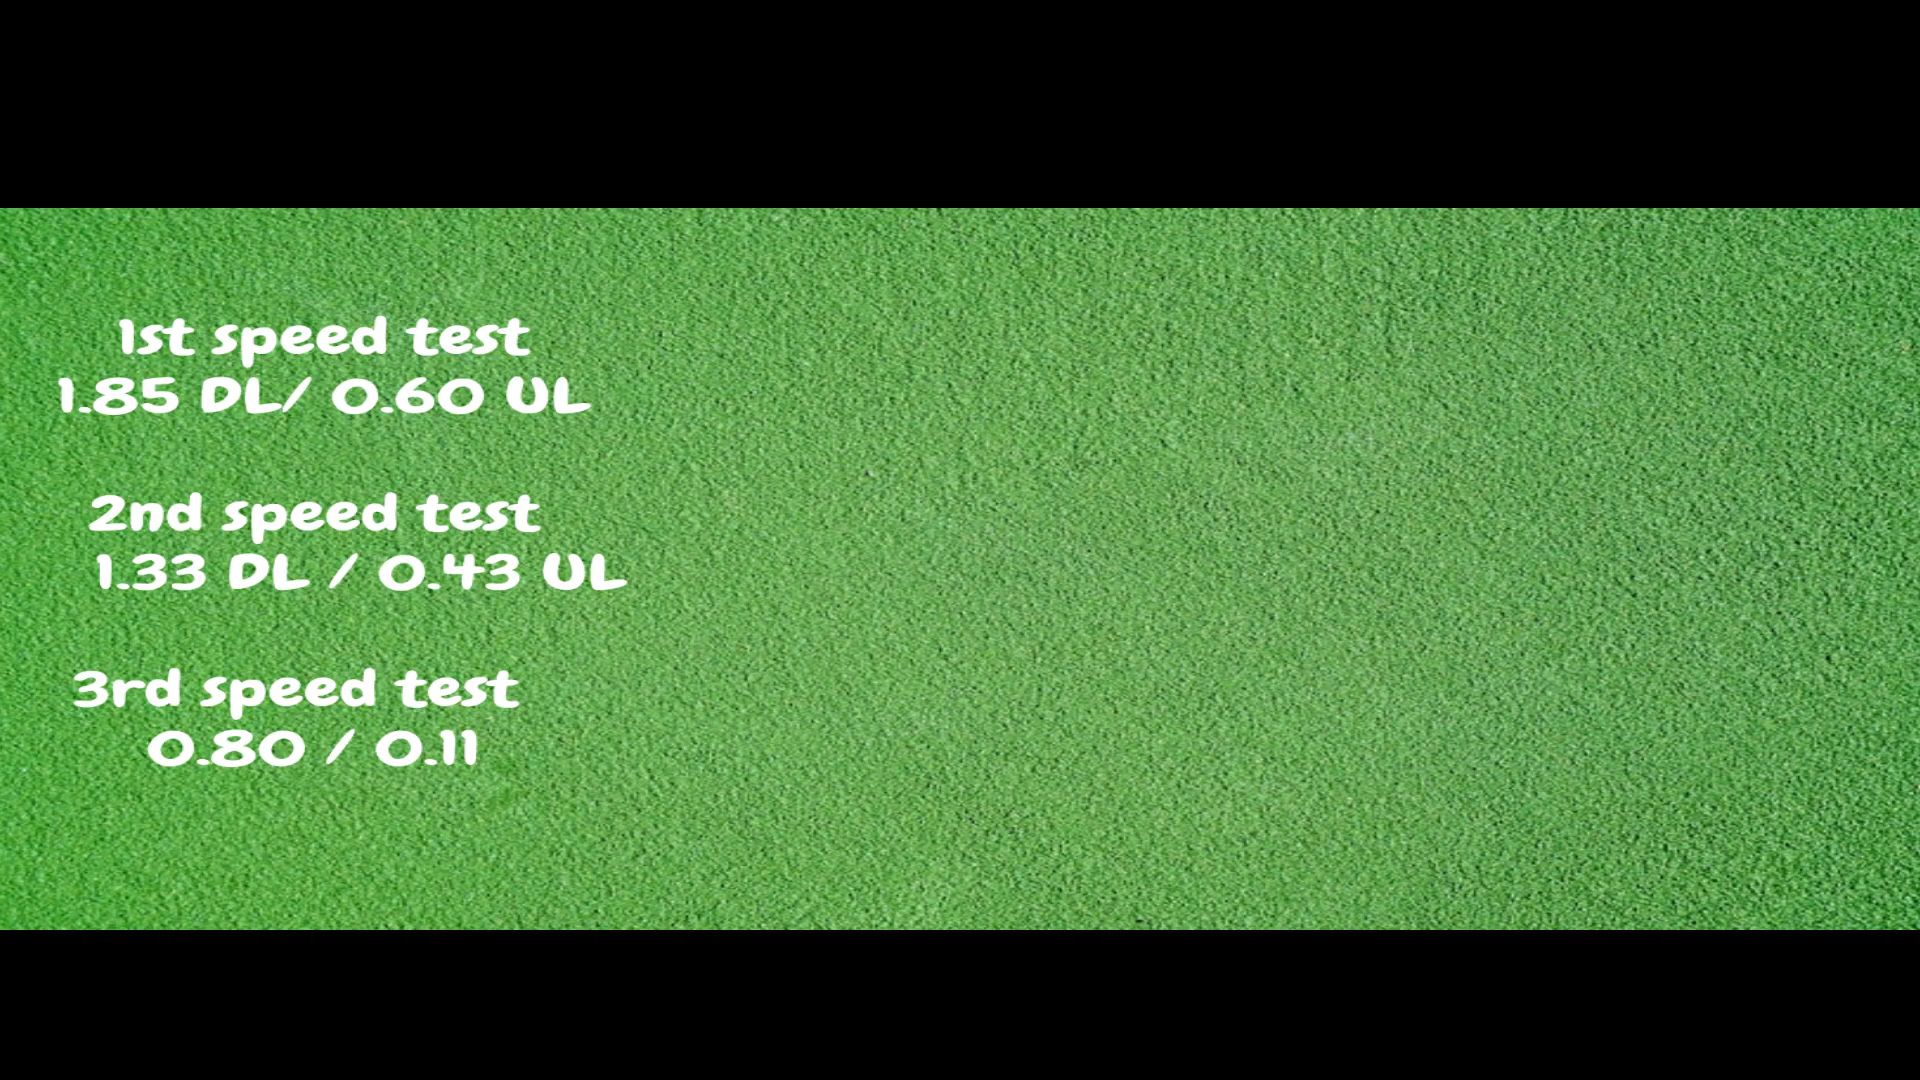 1st speed test
1.85 DL/ 0.60 UL
2nd speed test
1.33 DL / 0.43 UL
3rd speed test
0.80 / 0.11